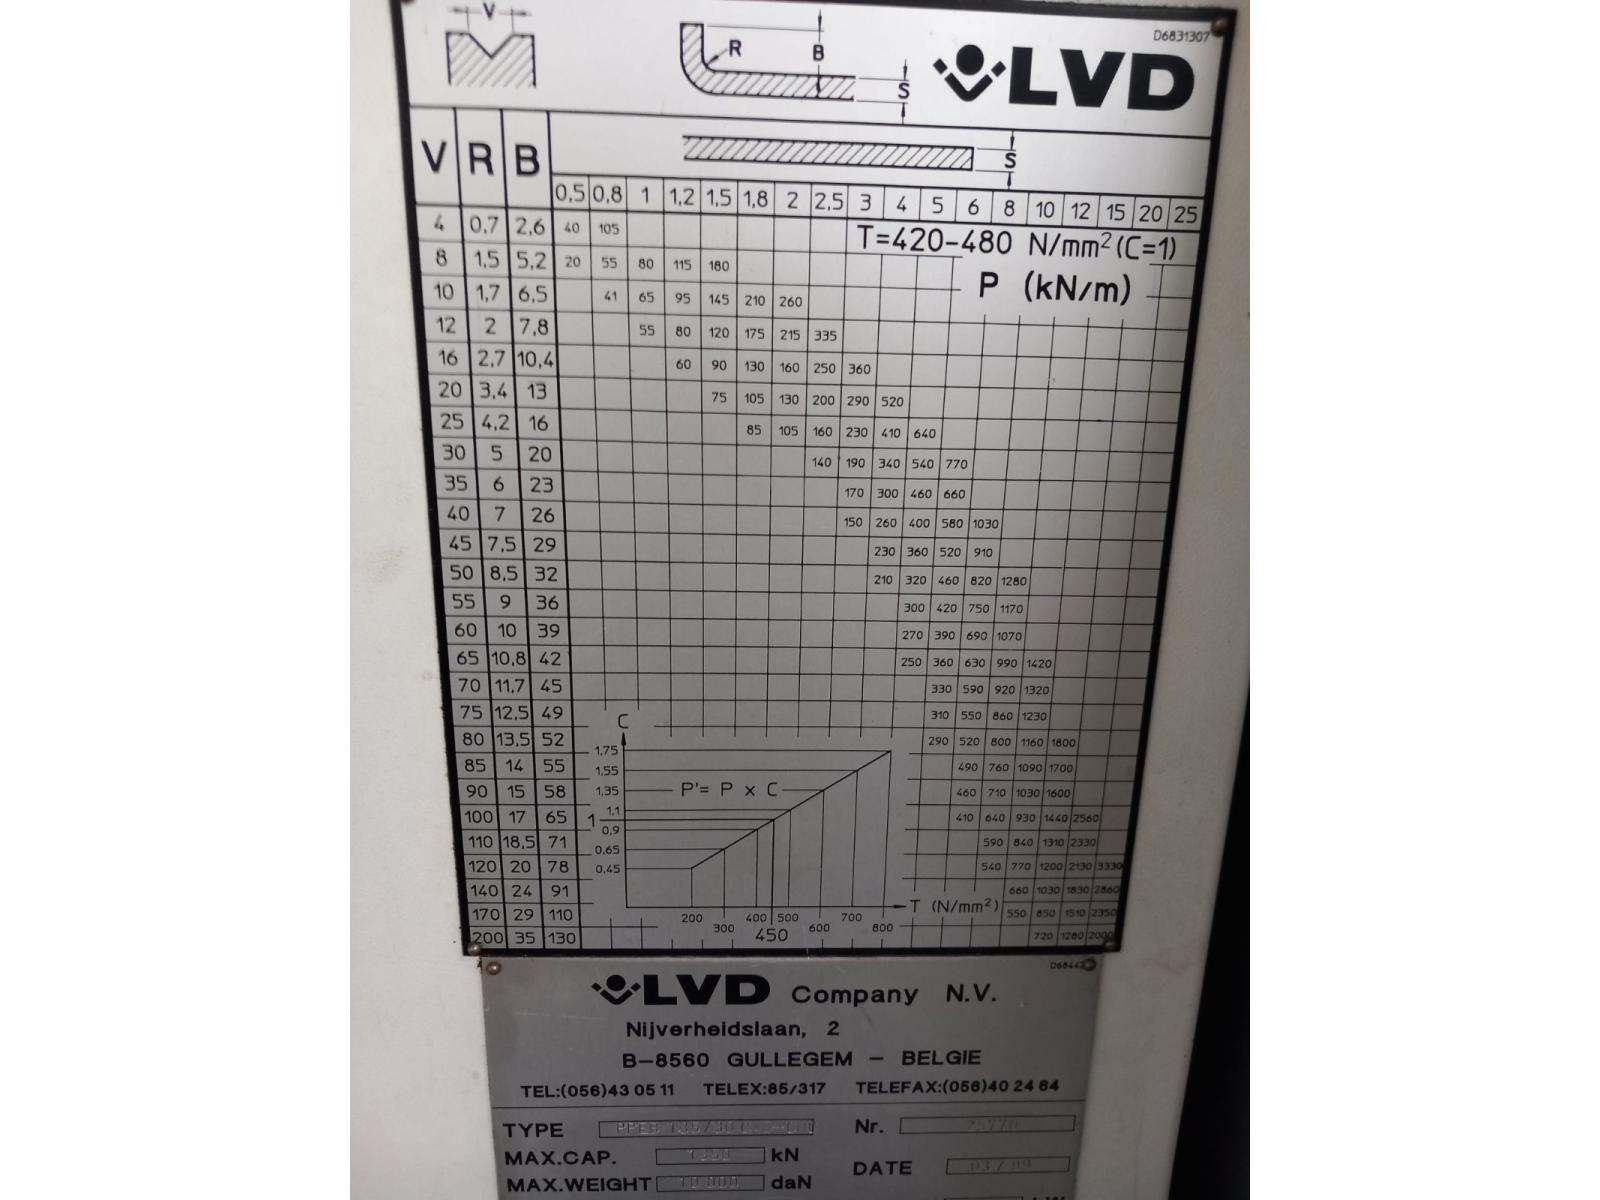 V
R
B
S
D6831307
LVD
V R B
S
0,5 0,8 1 1,2 1,5 1,8 2 2,5 3 4 5 6 8 10 12 15 20 25
4 0,7 2,6 40 105
T=420-480 N/mm² (C=1)
8 1,5 5,2 20 55 80 115 180
P (kN/m)
10 1,7 6,5 41 65 95 145 210 260
12 2 7,8 55 80 120 175 215 335
16 2,7 10,4 60 90 130 160 250 360
20 3,4 13 75 105 130 200 290 520
25 4,2 16 85 105 160 230 410 640
30 5 20 140 190 340 540 770
35 6 23 170 300 460 660
40 7 26 150 260 400 580 1030
45 7,5 29 230 360 520 910
50 8,5 32 210 320 460 820 1280
55 9 36 300 420 750 1170
60 10 39 270 390 690 1070
65 10,8 42 250 360 630 990 1420
70 11,7 45 330 590 920 1320
75 12,5 49 310 550 860 1230
80 13,5 52 290 520 800 1160 1800
85 14 55 490 760 1090 1700
90 15 58 460 710 1030 1600
100 17 65 410 640 930 1440 2560
110 18,5 71 590 840 1310 2330
120 20 78 540 770 1200 2130 3330
140 24 91 660 1030 1830 2860
170 29 110 550 850 1510 2350
200 35 130 720 1280 2000
C
1,75
1,55
1,35
1,1
1
0,9
0,65
0,45
P'= P x C
T (N/mm²)
200 300 400 450 500 600 700 800
LVD Company N.V.
Nijverheidslaan, 2
B-8560 GULLEGEM - BELGIE
TEL:(056)43 05 11 TELEX:85/317 TELEFAX:(056)40 24 64
TYPE PPEB 135/30 Nr. 25770
MAX.CAP. 1350 kN
DATE
MAX.WEIGHT 10 000 daN